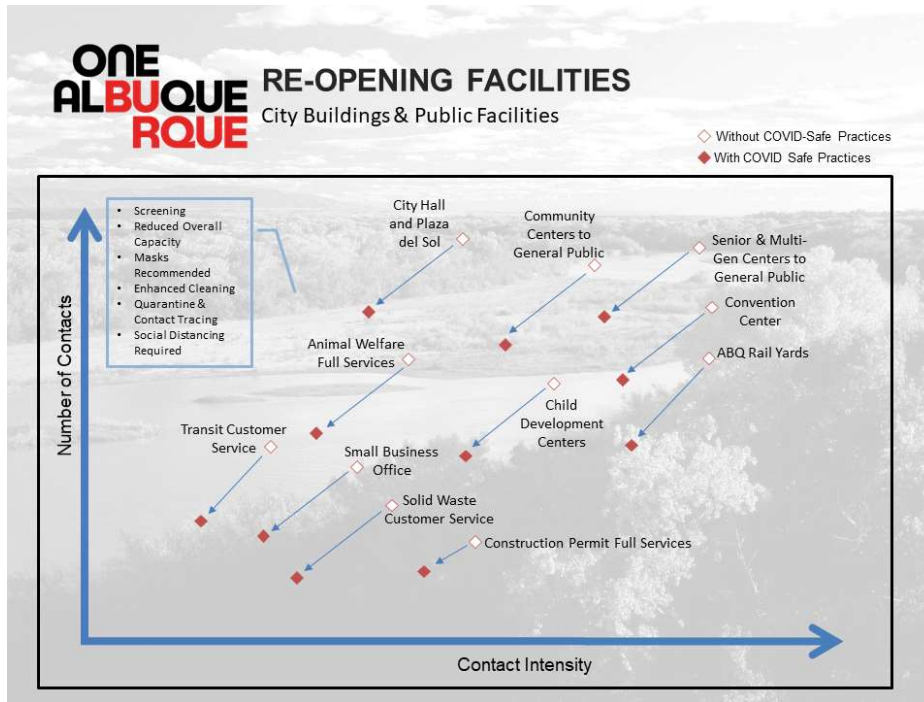 ONE
ALBUQUE
RQUE
RE-OPENING FACILITIES
City Buildings & Public Facilities
Without COVID-Safe Practices
With COVID Safe Practices
• Screening
• Reduced Overall
Capacity
• Masks
Recommended
• Enhanced Cleaning
• Quarantine &
Contact Tracing
• Social Distancing
Required
City Hall
and Plaza
del Sol
Community
Centers to
General Public
Senior & Multi-
Gen Centers to
General Public
Convention
Center
Animal Welfare
Full Services
ABQ Rail Yards
Child
Development
Centers
Transit Customer
Service
Small Business
Office
Solid Waste
Customer Service
Construction Permit Full Services
Number of Contacts
Contact Intensity